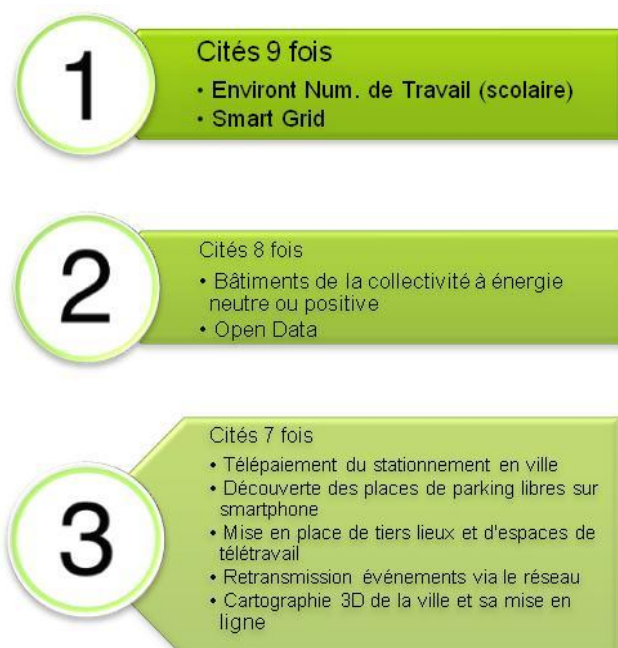 1
Cités 9 fois
• Environt Num. de Travail (scolaire)
• Smart Grid
2
Cités 8 fois
• Bâtiments de la collectivité à énergie
neutre ou positive
• Open Data
3
Cités 7 fois
• Télépaiement du stationnement en ville
• Découverte des places de parking libres sur
smartphone
• Mise en place de tiers lieux et d'espaces de
télétravail
• Retransmission événements via le réseau
• Cartographie 3D de la ville et sa mise en
ligne